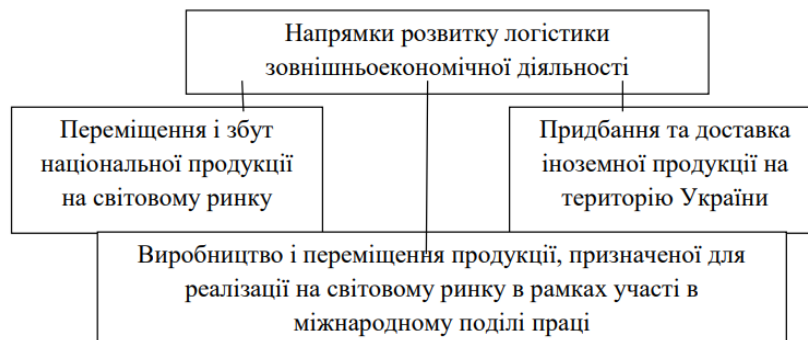 Напрямки розвитку логістики
зовнішньоекономічної діяльності
Переміщення і збут
національної продукції
на світовому ринку
Придбання та доставка
іноземної продукції на
територію України
Виробництво і переміщення продукції, призначеної для
реалізації на світовому ринку в рамках участі в
міжнародному поділі праці